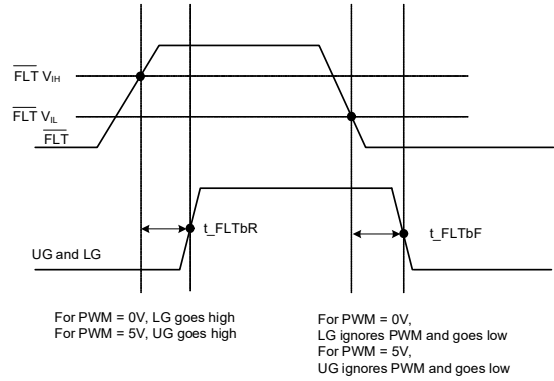 FLT VIH
FLT VIL
FLT
t_FLTbR
t_FLTbF
UG and LG
For PWM = 0V, LG goes high
For PWM = 5V, UG goes high
For PWM = 0V,
LG ignores PWM and goes low
For PWM = 5V,
UG ignores PWM and goes low